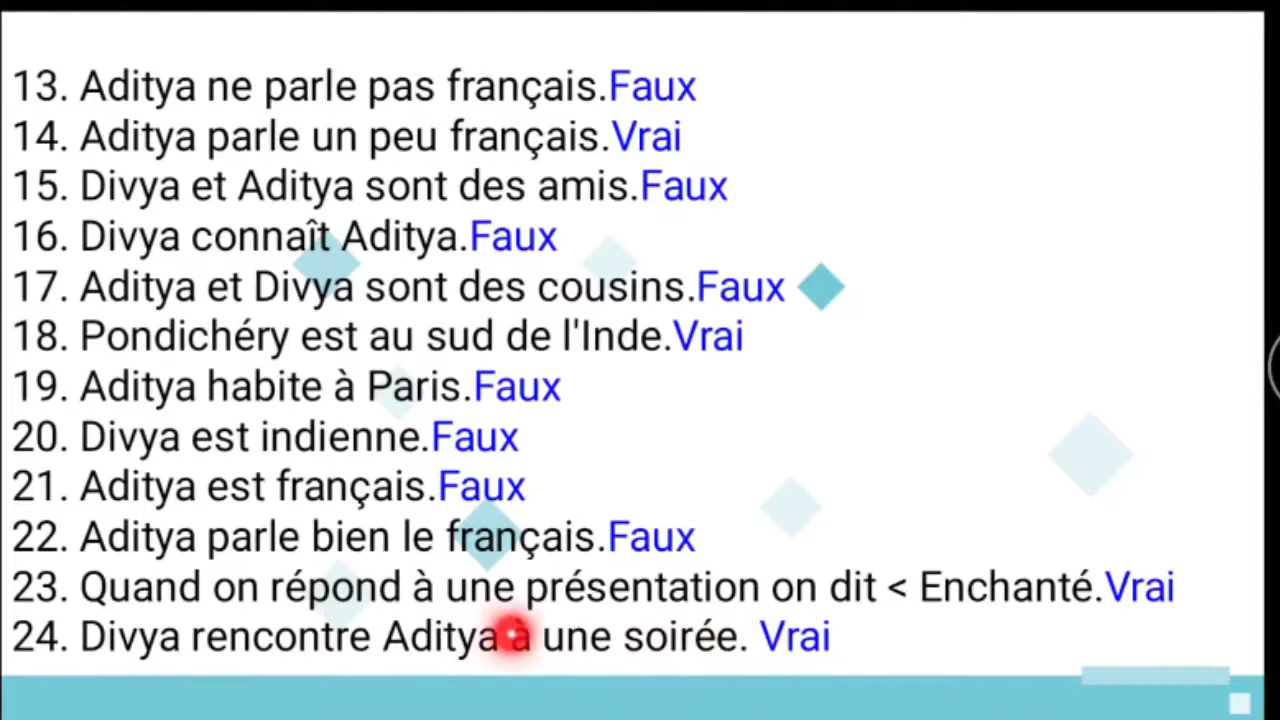 13. Aditya ne parle pas français.Faux
14. Aditya parle un peu français.Vrai
15. Divya et Aditya sont des amis.Faux
16. Divya connaît Aditya.Faux
17. Aditya et Divya sont des cousins.Faux
18. Pondichéry est au sud de l'Inde.Vrai
19. Aditya habite à Paris.Faux
20. Divya est indienne.Faux
21. Aditya est français.Faux
22. Aditya parle bien le français.Faux
23. Quand on répond à une présentation on dit < Enchanté.Vrai
24. Divya rencontre Aditya à une soirée. Vrai